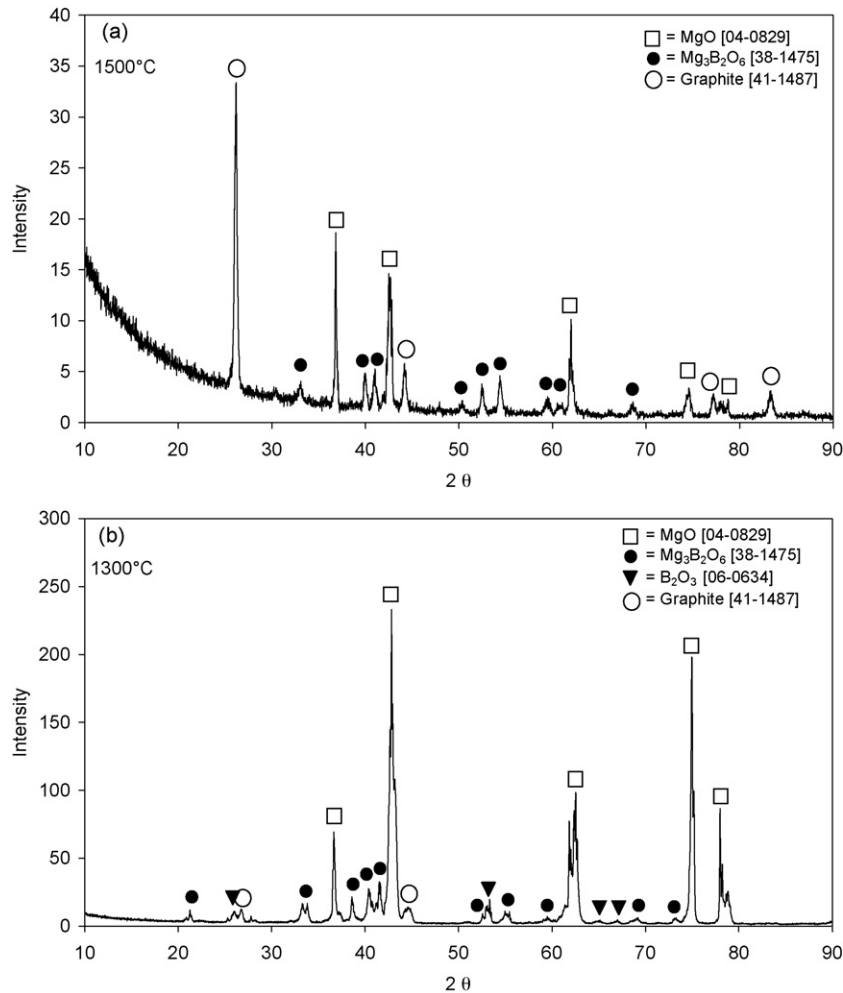 (a)
1500°C
□ = MgO [04-0829]
● = Mg₃B₂O₆ [38-1475]
○ = Graphite [41-1487]
40
35
30
25
20
15
10
5
0
Intensity
10 20 30 40 50 60 70 80 90
2 θ
(b)
1300°C
□ = MgO [04-0829]
● = Mg₃B₂O₆ [38-1475]
▼ = B₂O₃ [06-0634]
○ = Graphite [41-1487]
300
250
200
150
100
50
0
Intensity
10 20 30 40 50 60 70 80 90
2 θ